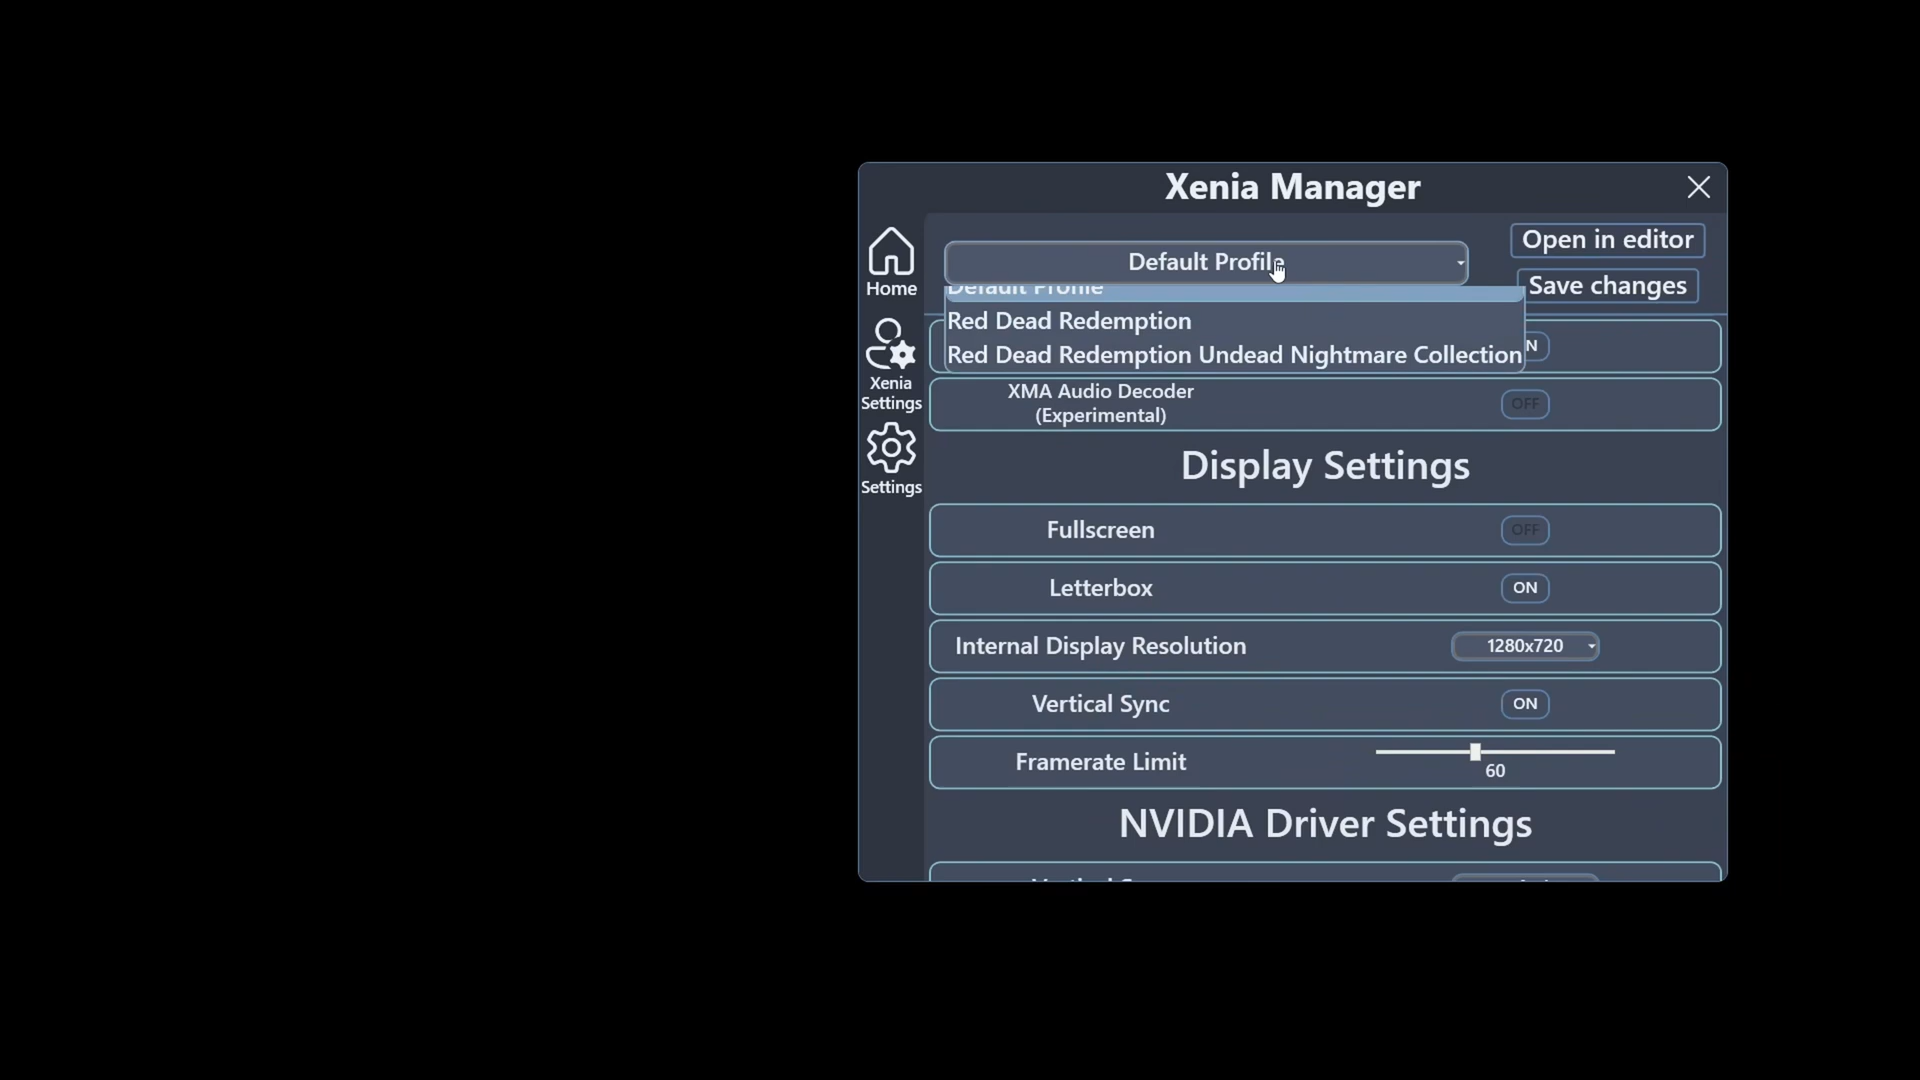 Xenia Manager
Home
Xenia
Settings
Settings
Default Profile
Open in editor
Save changes
Default Profile
Red Dead Redemption
Red Dead Redemption Undead Nightmare Collection
XMA Audio Decoder
(Experimental)
OFF
Display Settings
Fullscreen
OFF
Letterbox
ON
Internal Display Resolution
1280x720
Vertical Sync
ON
Framerate Limit
60
NVIDIA Driver Settings